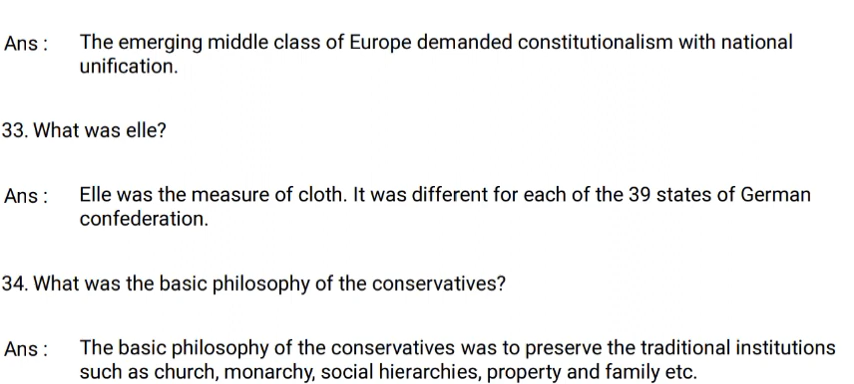 Ans : The emerging middle class of Europe demanded constitutionalism with national
unification.
33. What was elle?
Ans : Elle was the measure of cloth. It was different for each of the 39 states of German
confederation.
34. What was the basic philosophy of the conservatives?
Ans : The basic philosophy of the conservatives was to preserve the traditional institutions
such as church, monarchy, social hierarchies, property and family etc.